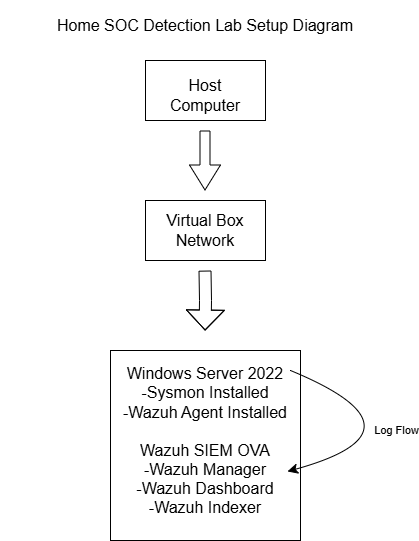 Home SOC Detection Lab Setup Diagram
Host
Computer
Virtual Box
Network
Windows Server 2022
-Sysmon Installed
-Wazuh Agent Installed
Log Flow
Wazuh SIEM OVA
-Wazuh Manager
-Wazuh Dashboard
-Wazuh Indexer